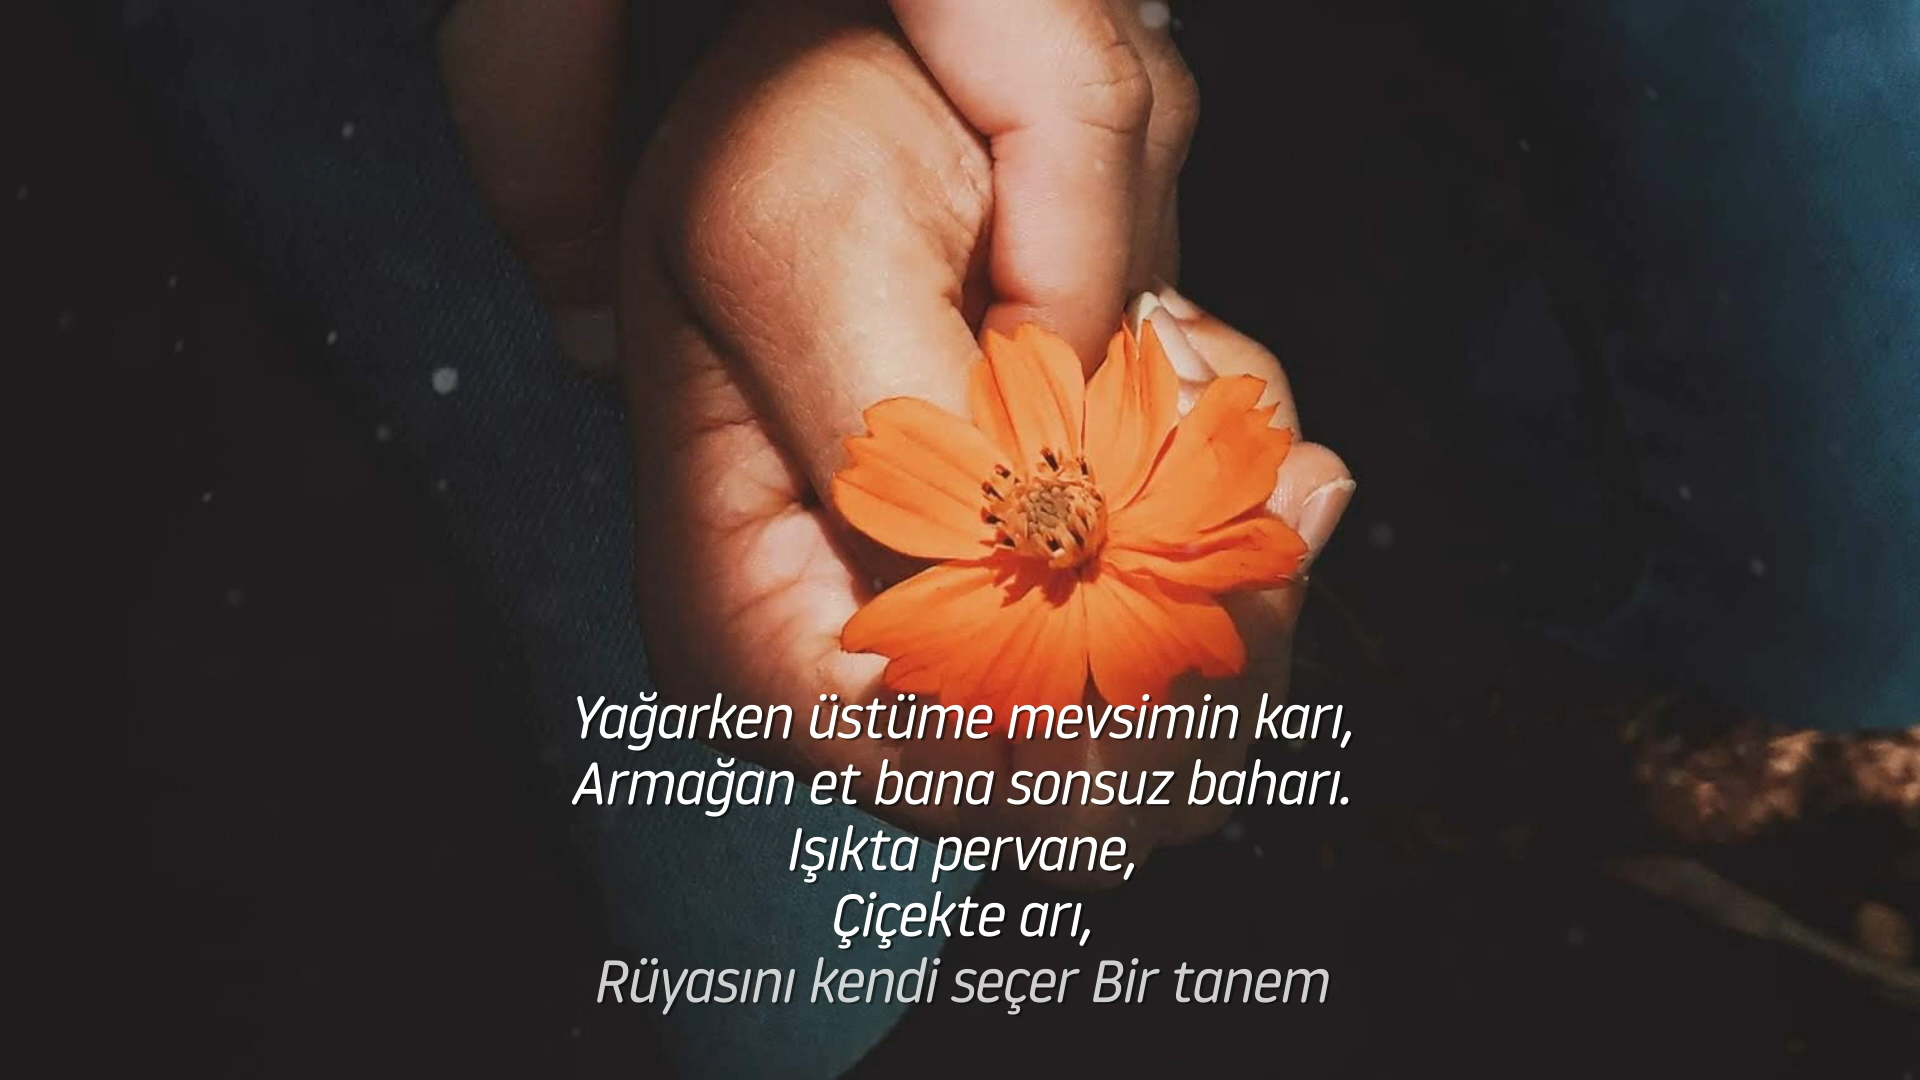 Yağarken üstüme mevsimin karı,
Armağan et bana sonsuz baharı.
Işıkta pervane,
Çiçekte arı,
Rüyasını kendi seçer Bir tanem